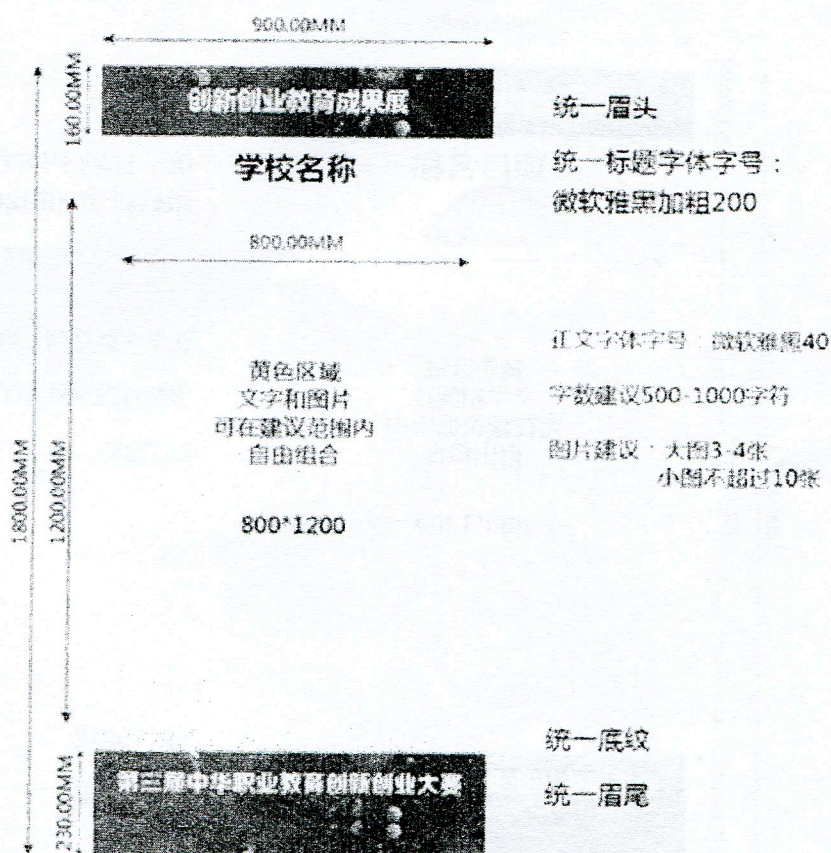 900.00MM
160.00MM
创新创业教育成果展
统一眉头
学校名称
统一标题字体字号：
微软雅黑加粗200
800.00MM
正文字体字号：微软雅黑40
黄色区域
文字和图片
可在建议范围内
自由组合
字数建议500-1000字符
图片建议：大图3-4张
小图不超过10张
800*1200
1800.00MM
1200.00MM
统一底纹
第三届中华职业教育创新创业大赛
统一眉尾
230.00MM